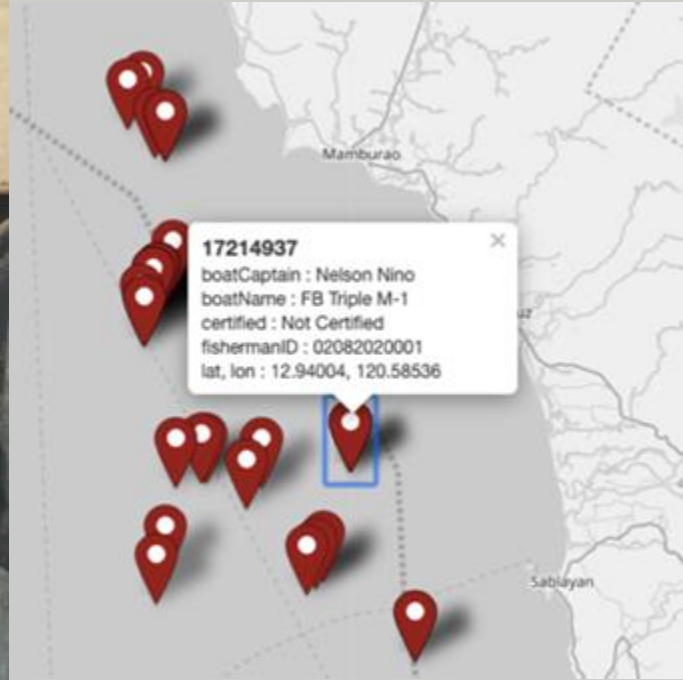 Mamburao
17214937
boatCaptain : Nelson Nino
boatName : FB Triple M-1
certified : Not Certified
fishermanID : 02082020001
lat, lon : 12.94004, 120.58536
×
uz
Sablayan